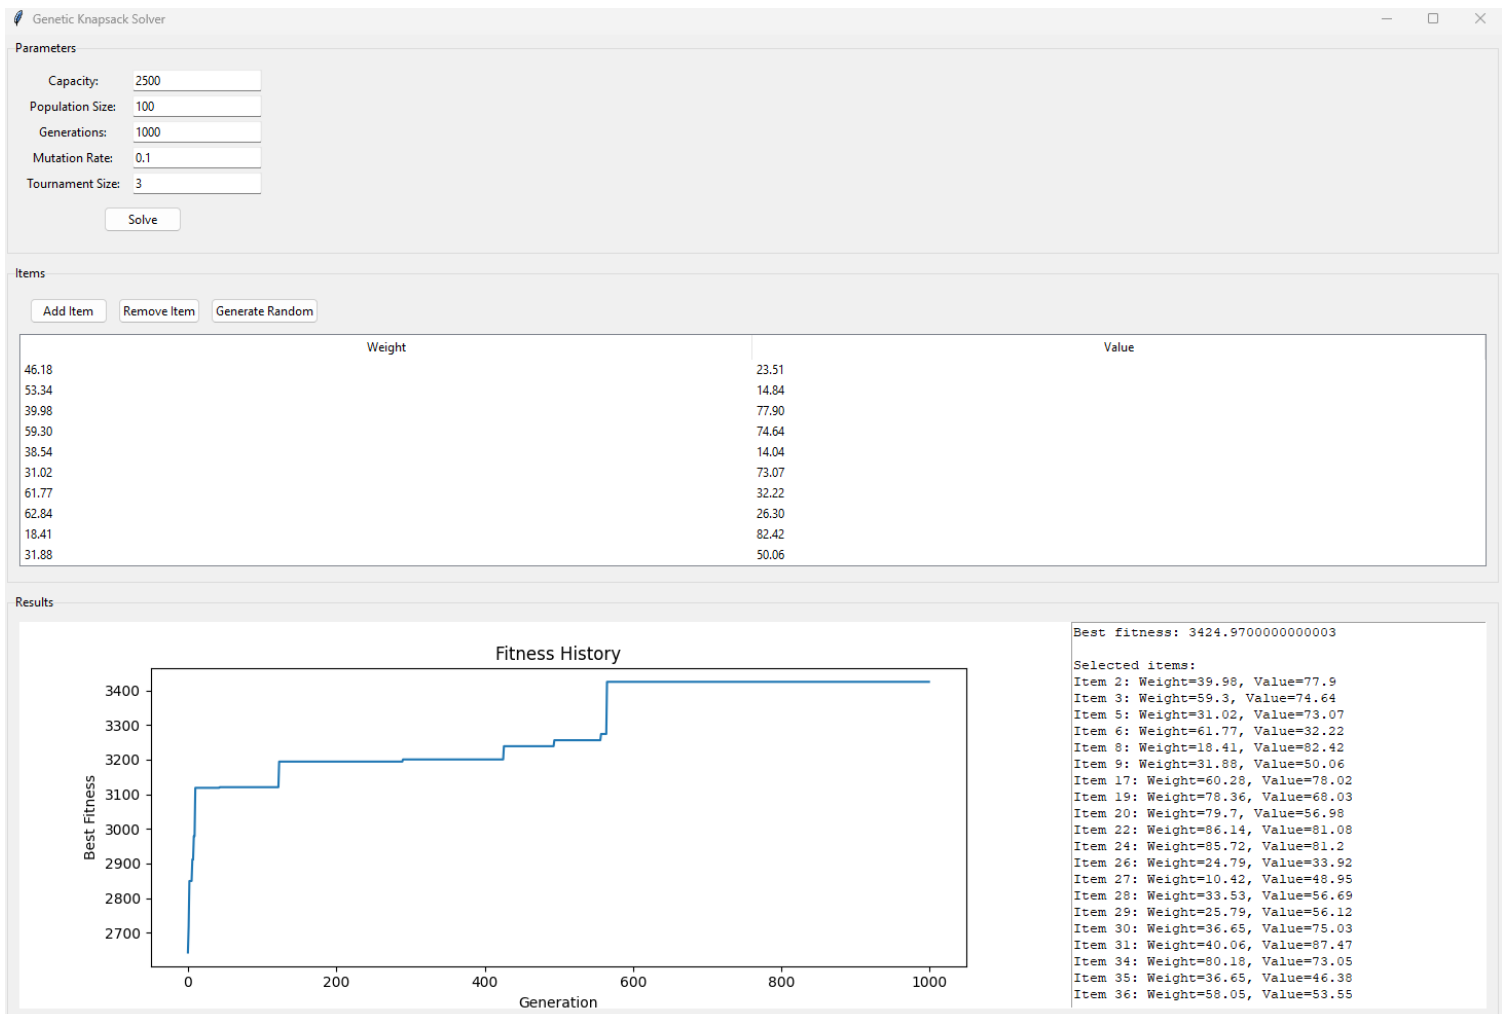 Genetic Knapsack Solver
Parameters
Capacity: 2500
Population Size: 100
Generations: 1000
Mutation Rate: 0.1
Tournament Size: 3
Solve
Items
Add Item Remove Item Generate Random
Weight Value
46.18 23.51
53.34 14.84
39.98 77.90
59.30 74.64
38.54 14.04
31.02 73.07
61.77 32.22
62.84 26.30
18.41 82.42
31.88 50.06
Results
Fitness History
3400
3300
3200
3100
3000
2900
2800
2700
Best Fitness
0 200 400 600 800 1000
Generation
Best fitness: 3424.9700000000003
Selected items:
Item 2: Weight=39.98, Value=77.9
Item 3: Weight=59.3, Value=74.64
Item 5: Weight=31.02, Value=73.07
Item 6: Weight=61.77, Value=32.22
Item 8: Weight=18.41, Value=82.42
Item 9: Weight=31.88, Value=50.06
Item 17: Weight=60.28, Value=78.02
Item 19: Weight=78.36, Value=68.03
Item 20: Weight=79.7, Value=56.98
Item 22: Weight=86.14, Value=81.08
Item 24: Weight=85.72, Value=81.2
Item 26: Weight=24.79, Value=33.92
Item 27: Weight=10.42, Value=48.95
Item 28: Weight=33.53, Value=56.69
Item 29: Weight=25.79, Value=56.12
Item 30: Weight=36.65, Value=75.03
Item 31: Weight=40.06, Value=87.47
Item 34: Weight=80.18, Value=73.05
Item 35: Weight=36.65, Value=46.38
Item 36: Weight=58.05, Value=53.55